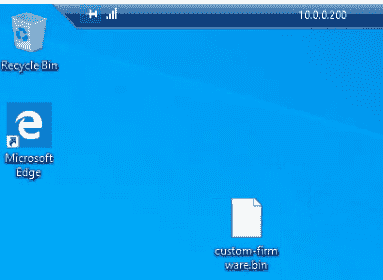 10.0.0.200
Recycle Bin
Microsoft
Edge
custom-firm
ware.bin